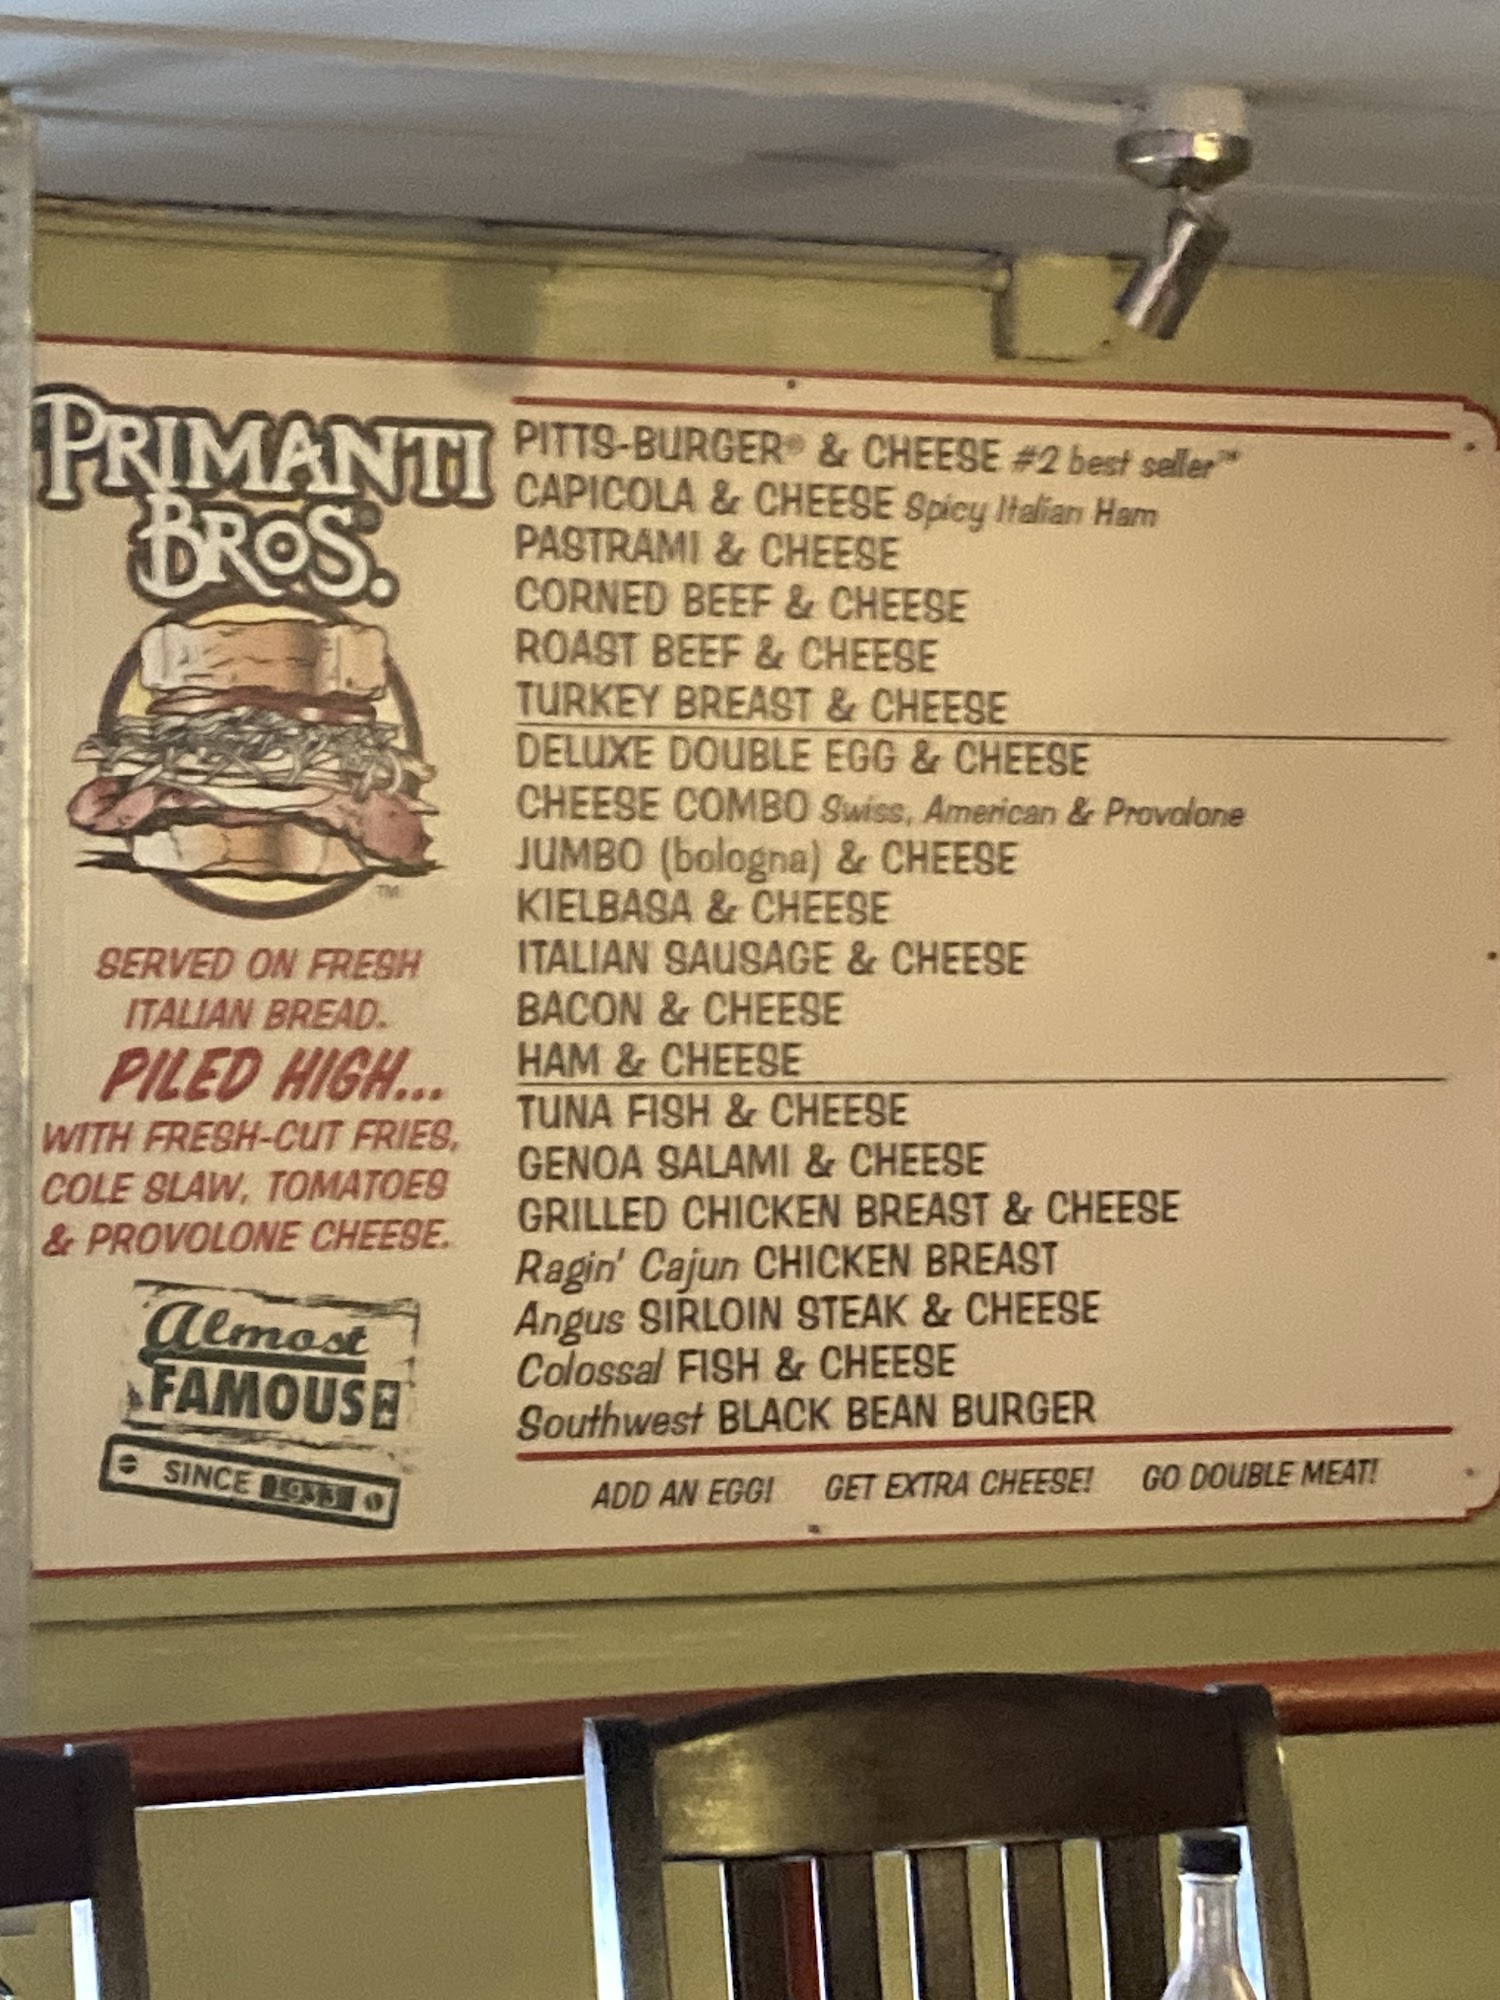 PRIMANTI
BROS.
TM
SERVED ON FRESH
ITALIAN BREAD.
PILED HIGH...
WITH FRESH-CUT FRIES,
COLE SLAW, TOMATOES
& PROVOLONE CHEESE.
Almost
FAMOUS
SINCE 1933
PITTS-BURGER® & CHEESE #2 best seller™
CAPICOLA & CHEESE Spicy Italian Ham
PASTRAMI & CHEESE
CORNED BEEF & CHEESE
ROAST BEEF & CHEESE
TURKEY BREAST & CHEESE
DELUXE DOUBLE EGG & CHEESE
CHEESE COMBO Swiss, American & Provolone
JUMBO (bologna) & CHEESE
KIELBASA & CHEESE
ITALIAN SAUSAGE & CHEESE
BACON & CHEESE
HAM & CHEESE
TUNA FISH & CHEESE
GENOA SALAMI & CHEESE
GRILLED CHICKEN BREAST & CHEESE
Ragin' Cajun CHICKEN BREAST
Angus SIRLOIN STEAK & CHEESE
Colossal FISH & CHEESE
Southwest BLACK BEAN BURGER
ADD AN EGG! GET EXTRA CHEESE! GO DOUBLE MEAT!